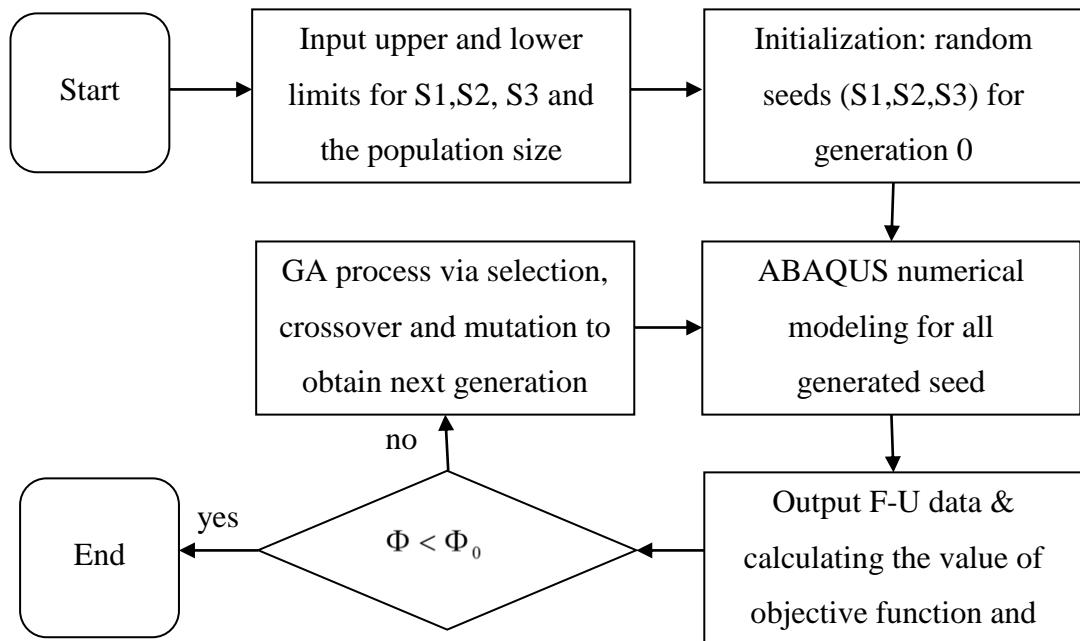 Start
Input upper and lower
limits for S1,S2, S3 and
the population size
Initialization: random
seeds (S1,S2,S3) for
generation 0
GA process via selection,
crossover and mutation to
obtain next generation
ABAQUS numerical
modeling for all
generated seed
no
yes
End
Φ < Φ₀
Output F-U data &
calculating the value of
objective function and